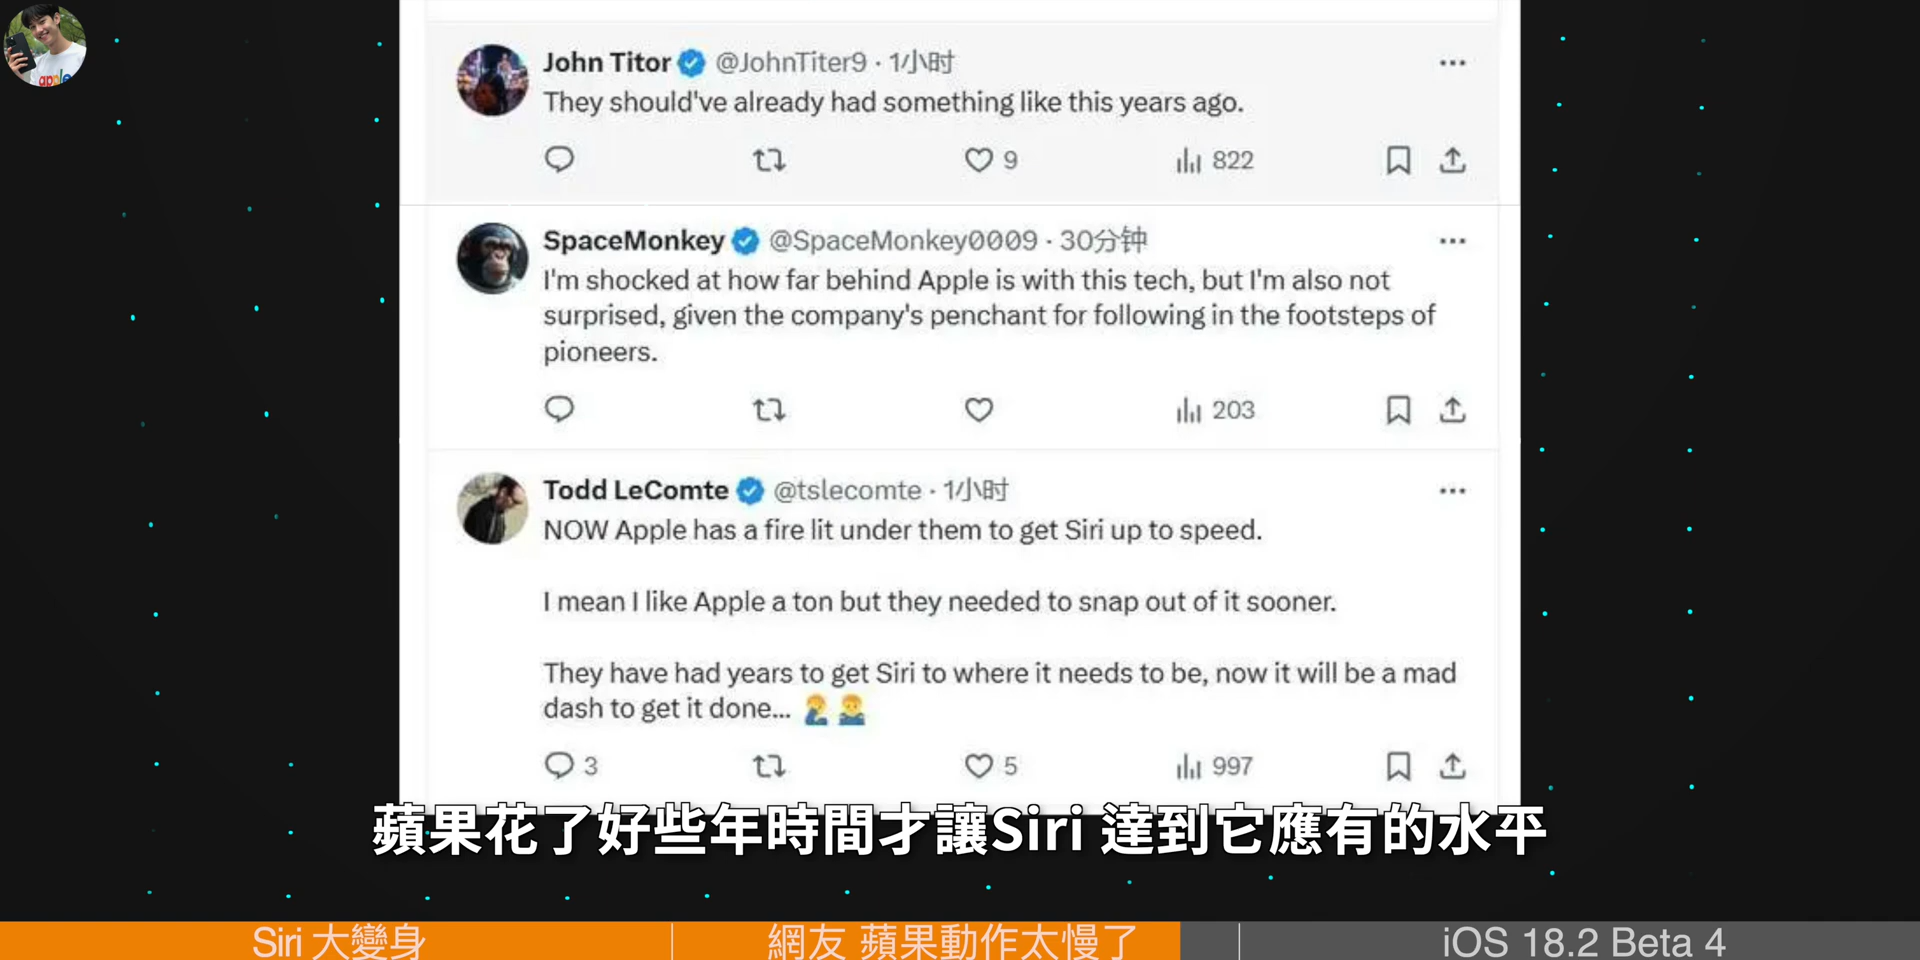 John Titor @JohnTiter9 · 1小时
They should've already had something like this years ago.
9
822
SpaceMonkey @SpaceMonkey0009 · 30分钟
I'm shocked at how far behind Apple is with this tech, but I'm also not
surprised, given the company's penchant for following in the footsteps of
pioneers.
203
Todd LeComte @tslecomte · 1小时
NOW Apple has a fire lit under them to get Siri up to speed.
I mean I like Apple a ton but they needed to snap out of it sooner.
They have had years to get Siri to where it needs to be, now it will be a mad
dash to get it done...
3
5
997
蘋果花了好些年時間才讓Siri 達到它應有的水平
Siri 大變身
網友 蘋果動作太慢了
iOS 18.2 Beta 4